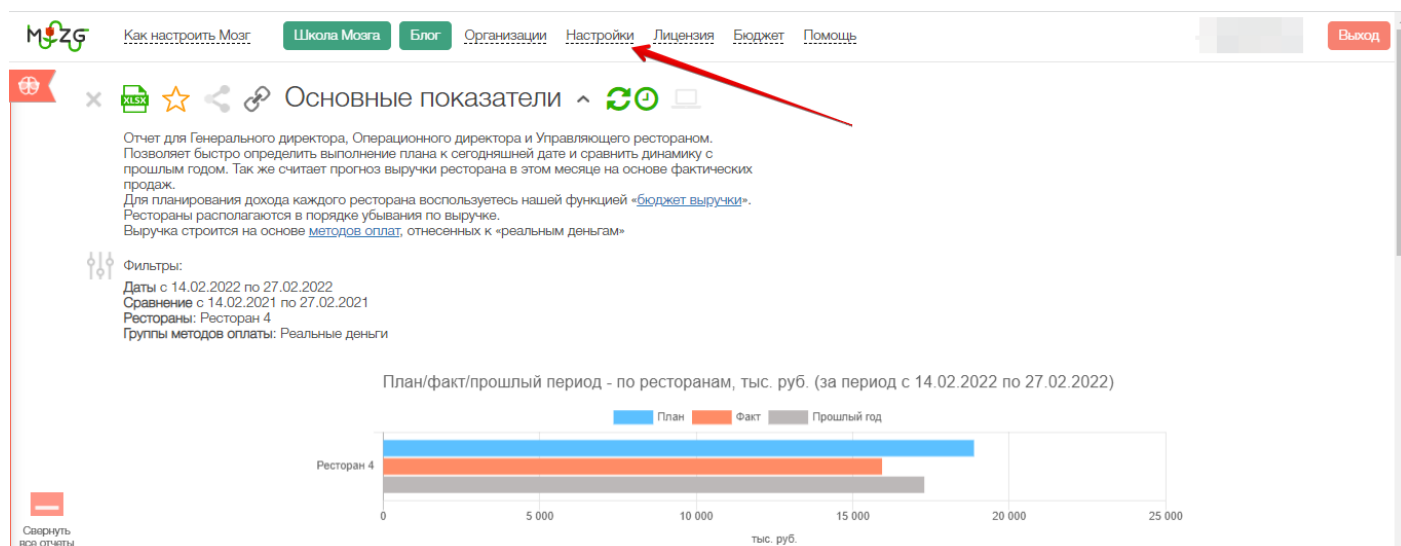 MOZG Как настроить Мозг Школа Мозга Блог Организации Настройки Лицензия Бюджет Помощь Выход
XLSX Основные показатели
Отчет для Генерального директора, Операционного директора и Управляющего рестораном.
Позволяет быстро определить выполнение плана к сегодняшней дате и сравнить динамику с
прошлым годом. Так же считает прогноз выручки ресторана в этом месяце на основе фактических
продаж.
Для планирования дохода каждого ресторана воспользуетесь нашей функцией «бюджет выручки».
Рестораны располагаются в порядке убывания по выручке.
Выручка строится на основе методов оплат, отнесенных к «реальным деньгам»
Фильтры:
Даты с 14.02.2022 по 27.02.2022
Сравнение с 14.02.2021 по 27.02.2021
Рестораны: Ресторан 4
Группы методов оплаты: Реальные деньги
План/факт/прошлый период - по ресторанам, тыс. руб. (за период с 14.02.2022 по 27.02.2022)
План Факт Прошлый год
Ресторан 4
0 5 000 10 000 15 000 20 000 25 000
тыс. руб.
Свернуть
все отчеты